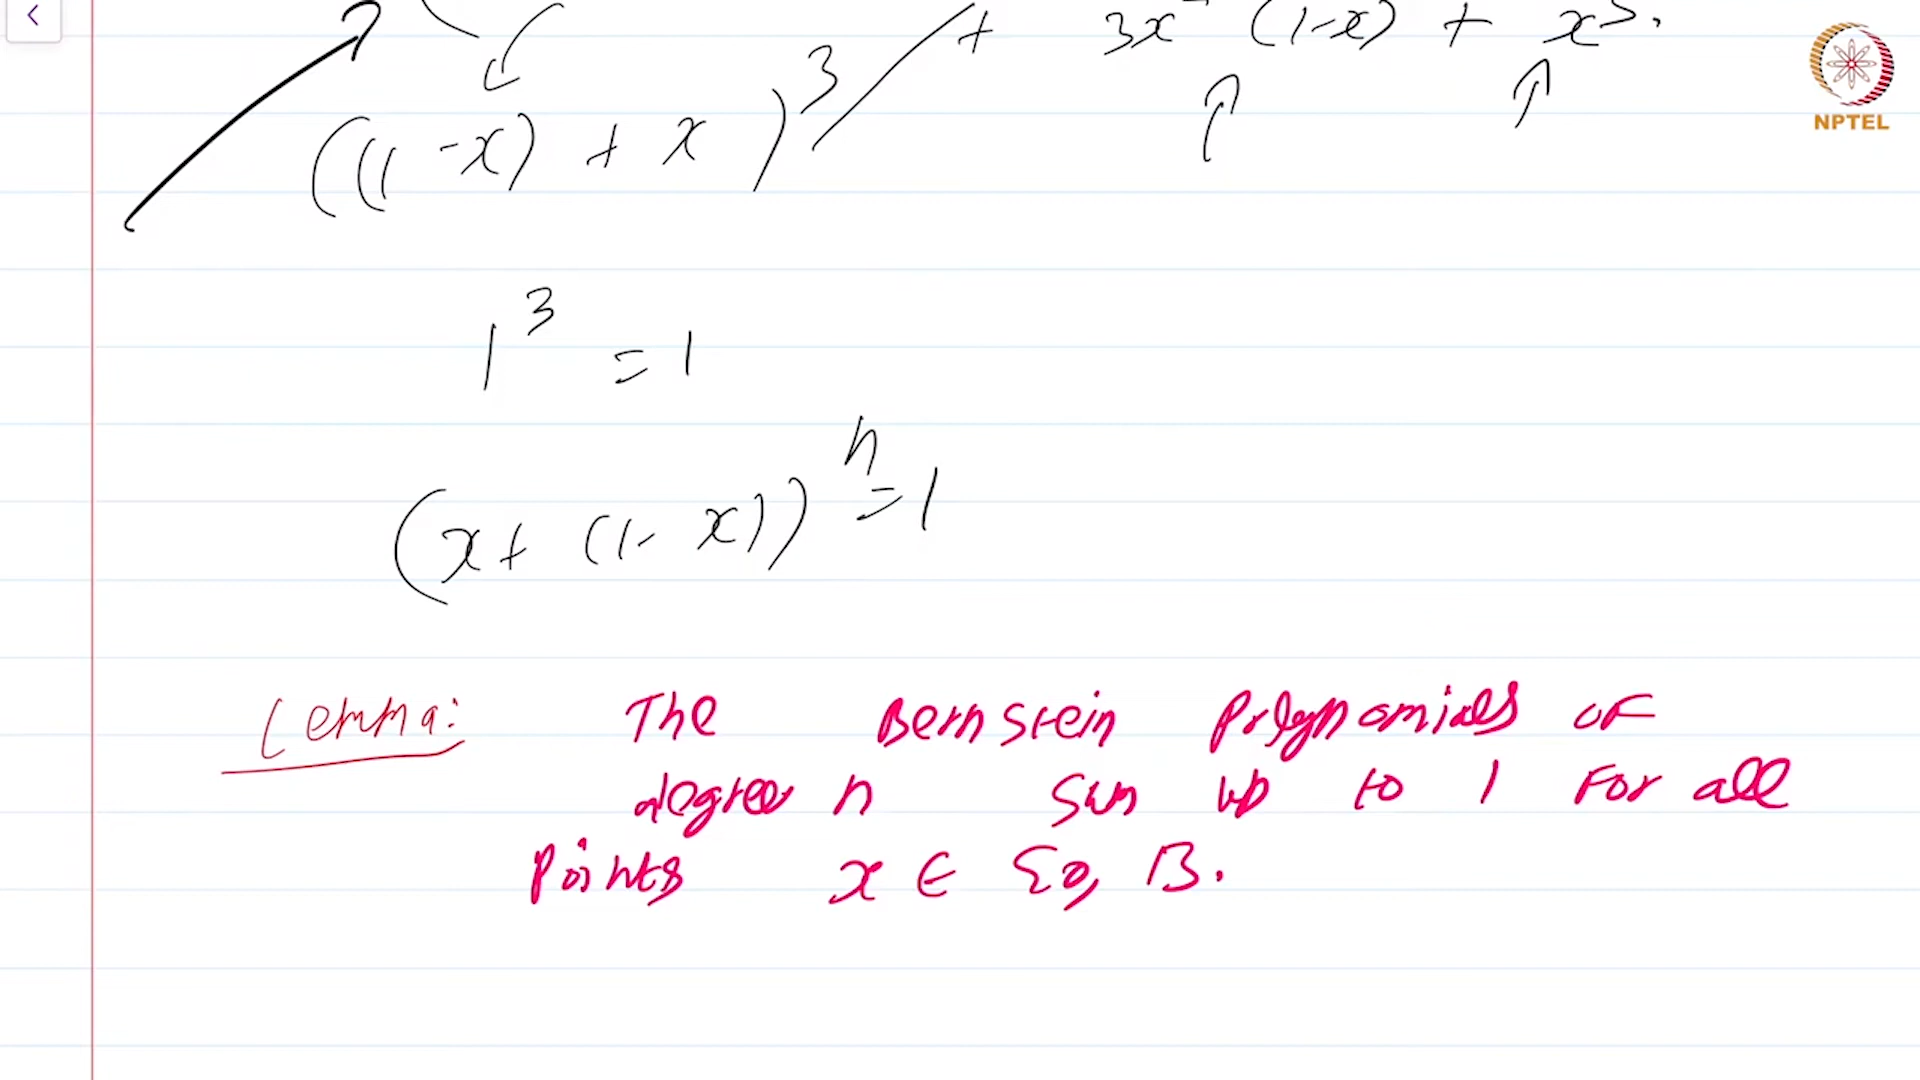 + 3x² (1-x) + x³.
((1-x) + x)³
NPTEL
1³ = 1
(x + (1-x))ⁿ = 1
Lemma: The Bernstein Polynomials of
degree n sum up to 1 For all
Points x ∈ [0, 1].